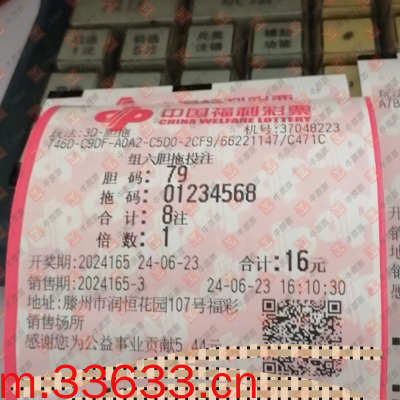 中国福利彩票
CHINA WELFARE LOTTERY
玩法:3D-胆拖 机号:37048223
746D-C9DF-A0A2-C5D0-2CF9/66221147/C471C
组六胆拖投注
胆 码: 79
拖 码: 01234568
合 计: 8注
倍 数: 1
开奖期:2024165 24-06-23 合计:16元
销售期:2024165-3 24-06-23 16:10:30
地址:滕州市润恒花园107号福彩
销售场所
感谢您为公益事业贡献5.44元
m.33633.cn